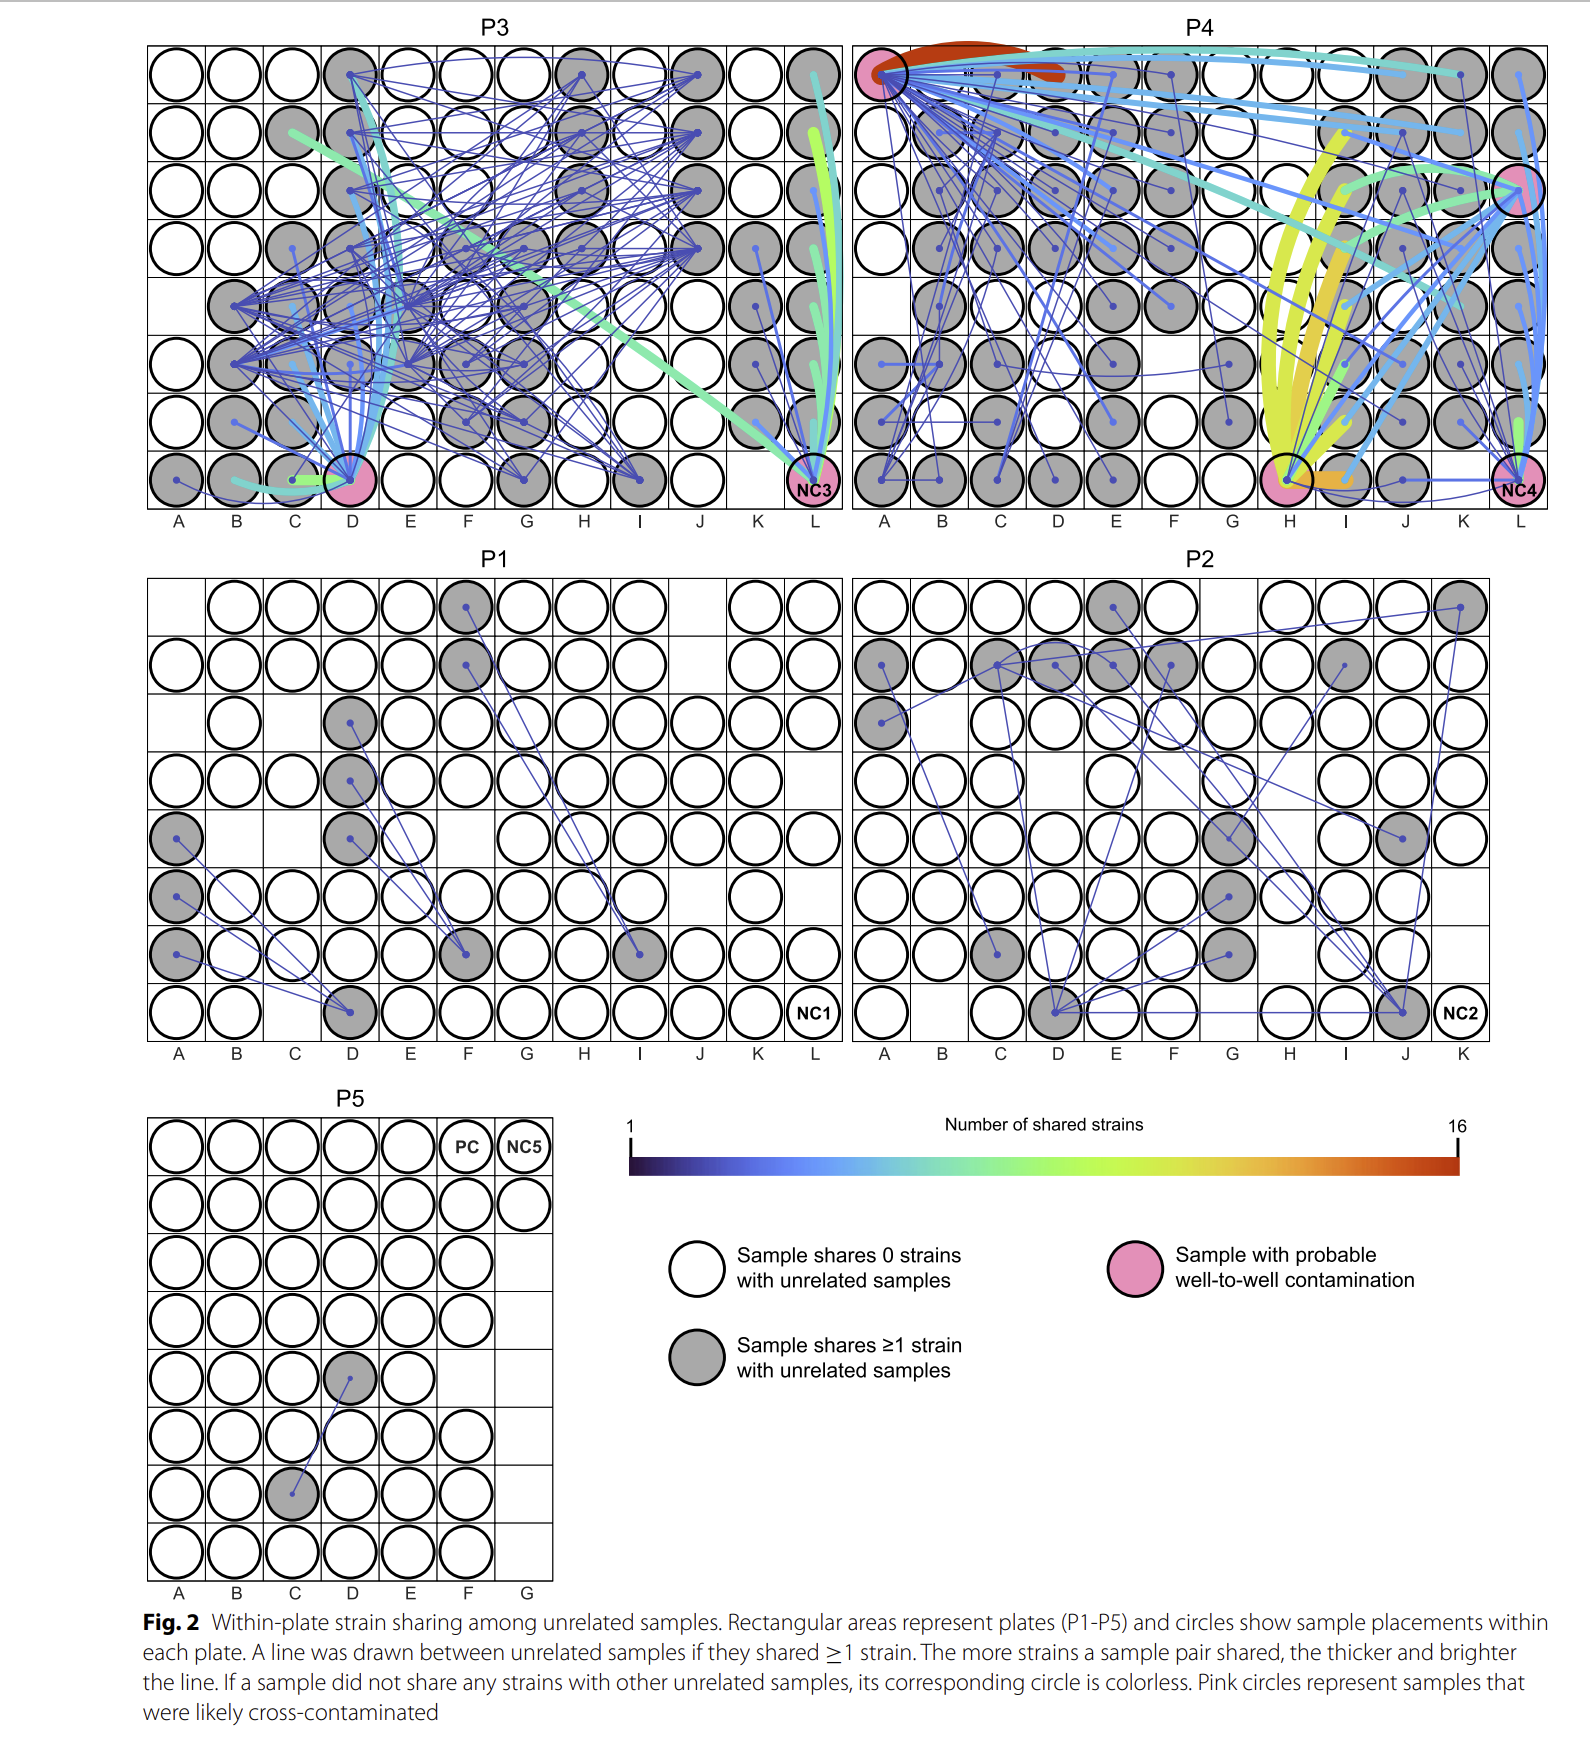 P3
P4
NC3
NC4
A B C D E F G H I J K L
A B C D E F G H I J K L
P1
P2
NC1
NC2
A B C D E F G H I J K L
A B C D E F G H I J K
P5
PC NC5
A B C D E F G
Number of shared strains
1
16
Sample shares 0 strains
with unrelated samples
Sample with probable
well-to-well contamination
Sample shares ≥1 strain
with unrelated samples
Fig. 2 Within-plate strain sharing among unrelated samples. Rectangular areas represent plates (P1-P5) and circles show sample placements within
each plate. A line was drawn between unrelated samples if they shared ≥1 strain. The more strains a sample pair shared, the thicker and brighter
the line. If a sample did not share any strains with other unrelated samples, its corresponding circle is colorless. Pink circles represent samples that
were likely cross-contaminated